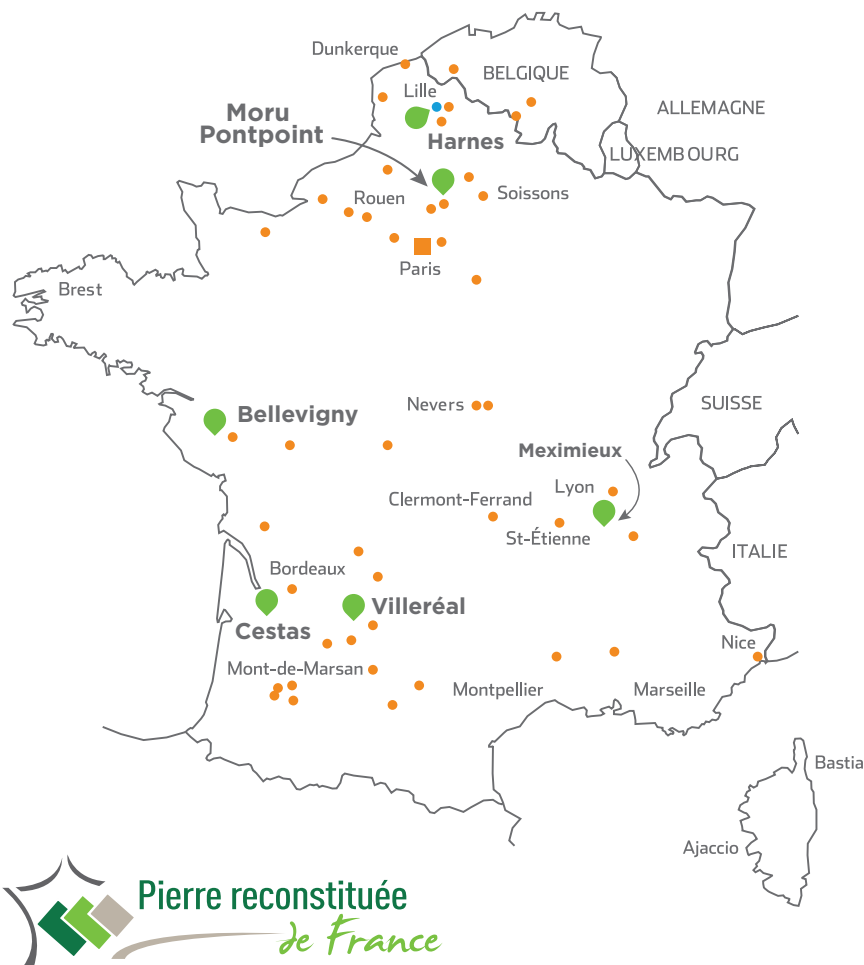 Dunkerque
BELGIQUE
Lille
ALLEMAGNE
Moru
Pontpoint
Harnes
LUXEMBOURG
Rouen
Soissons
Paris
Brest
Nevers
SUISSE
Bellevigny
Meximieux
Lyon
Clermont-Ferrand
St-Étienne
ITALIE
Bordeaux
Villeréal
Cestas
Nice
Mont-de-Marsan
Montpellier
Marseille
Bastia
Ajaccio
Pierre reconstituée
de France